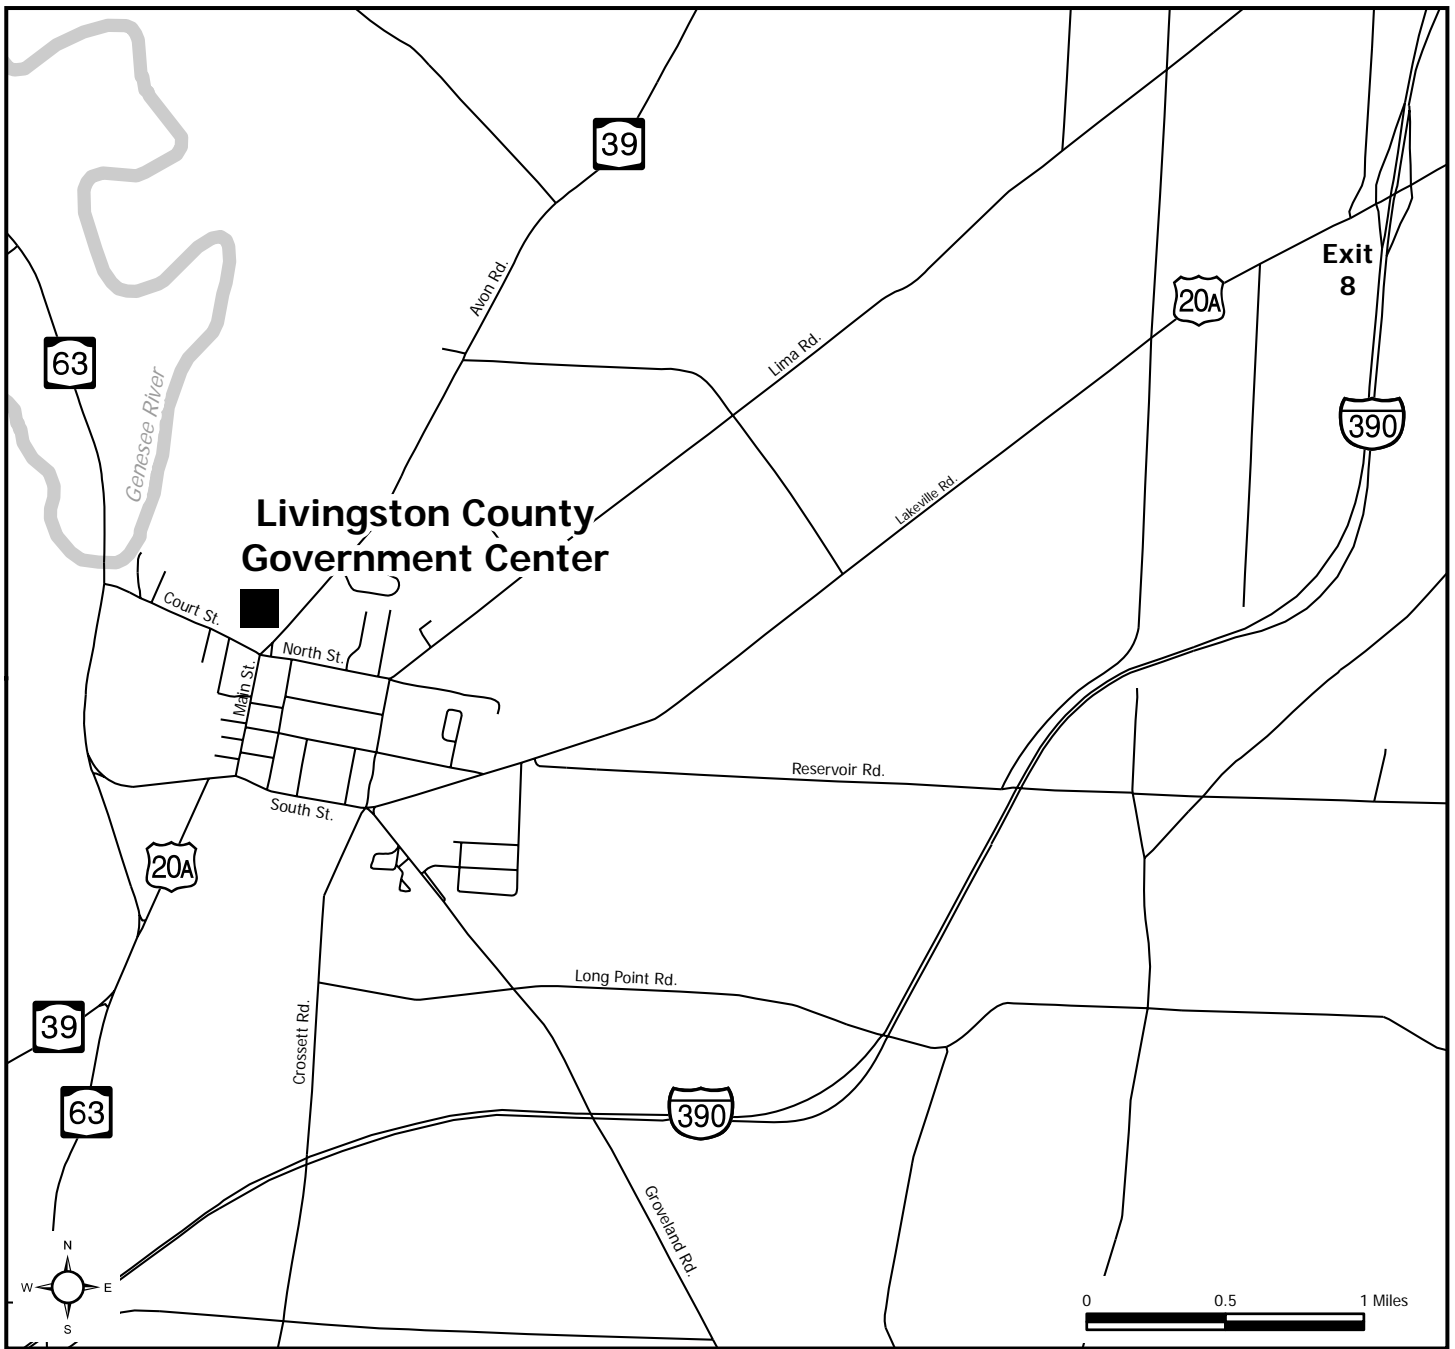 39
Exit
8
Avon Rd.
20A
Lima Rd.
63
Genesee River
390
Lakeville Rd.
Livingston County
Government Center
Court St.
North St.
Main St.
Reservoir Rd.
South St.
20A
Long Point Rd.
39
Crossett Rd.
63
390
Groveland Rd.
N
W E
S
0 0.5 1 Miles